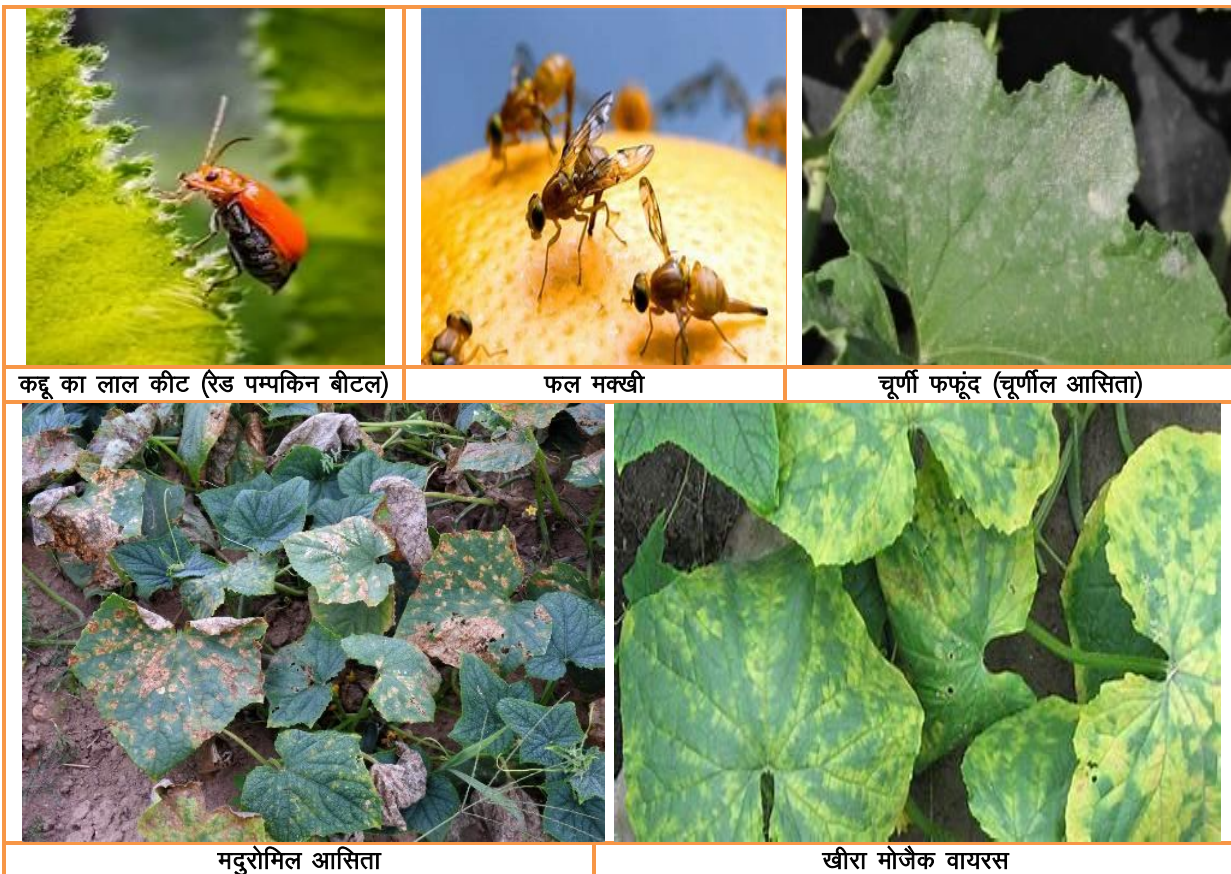 कद्दू का लाल कीट (रेड पम्पकिन बीटल)
फल मक्खी
चूर्णी फफूंद (चूर्णील आसिता)
मदुरोमिल आसिता
खीरा मोजैक वायरस